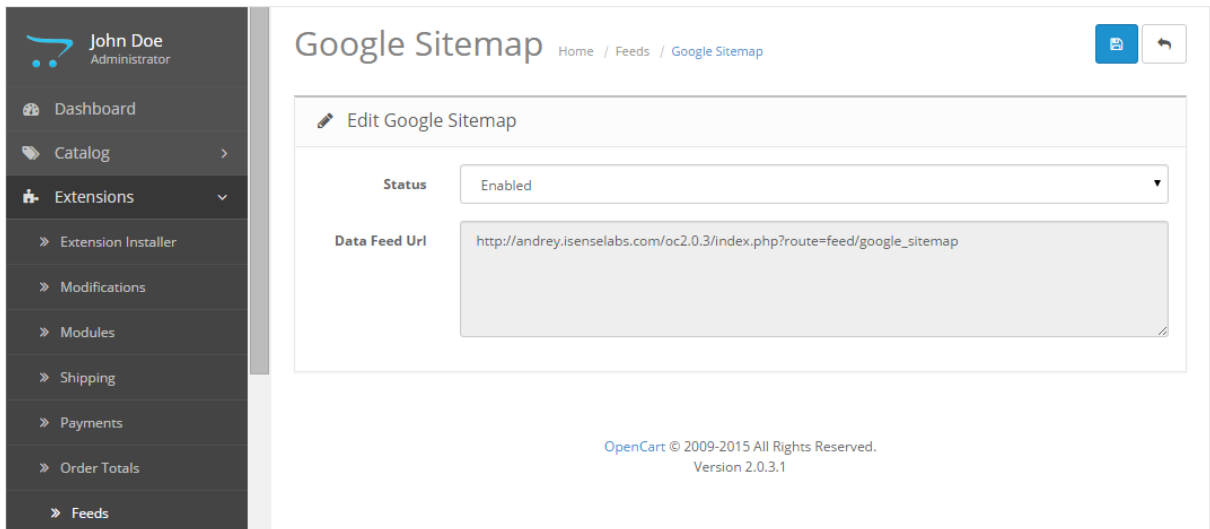 John Doe
Administrator
Dashboard
Catalog
Extensions
Extension Installer
Modifications
Modules
Shipping
Payments
Order Totals
Feeds
Google Sitemap Home / Feeds / Google Sitemap
Edit Google Sitemap
Status Enabled
Data Feed Url http://andrey.isenselabs.com/oc2.0.3/index.php?route=feed/google_sitemap
OpenCart © 2009-2015 All Rights Reserved.
Version 2.0.3.1